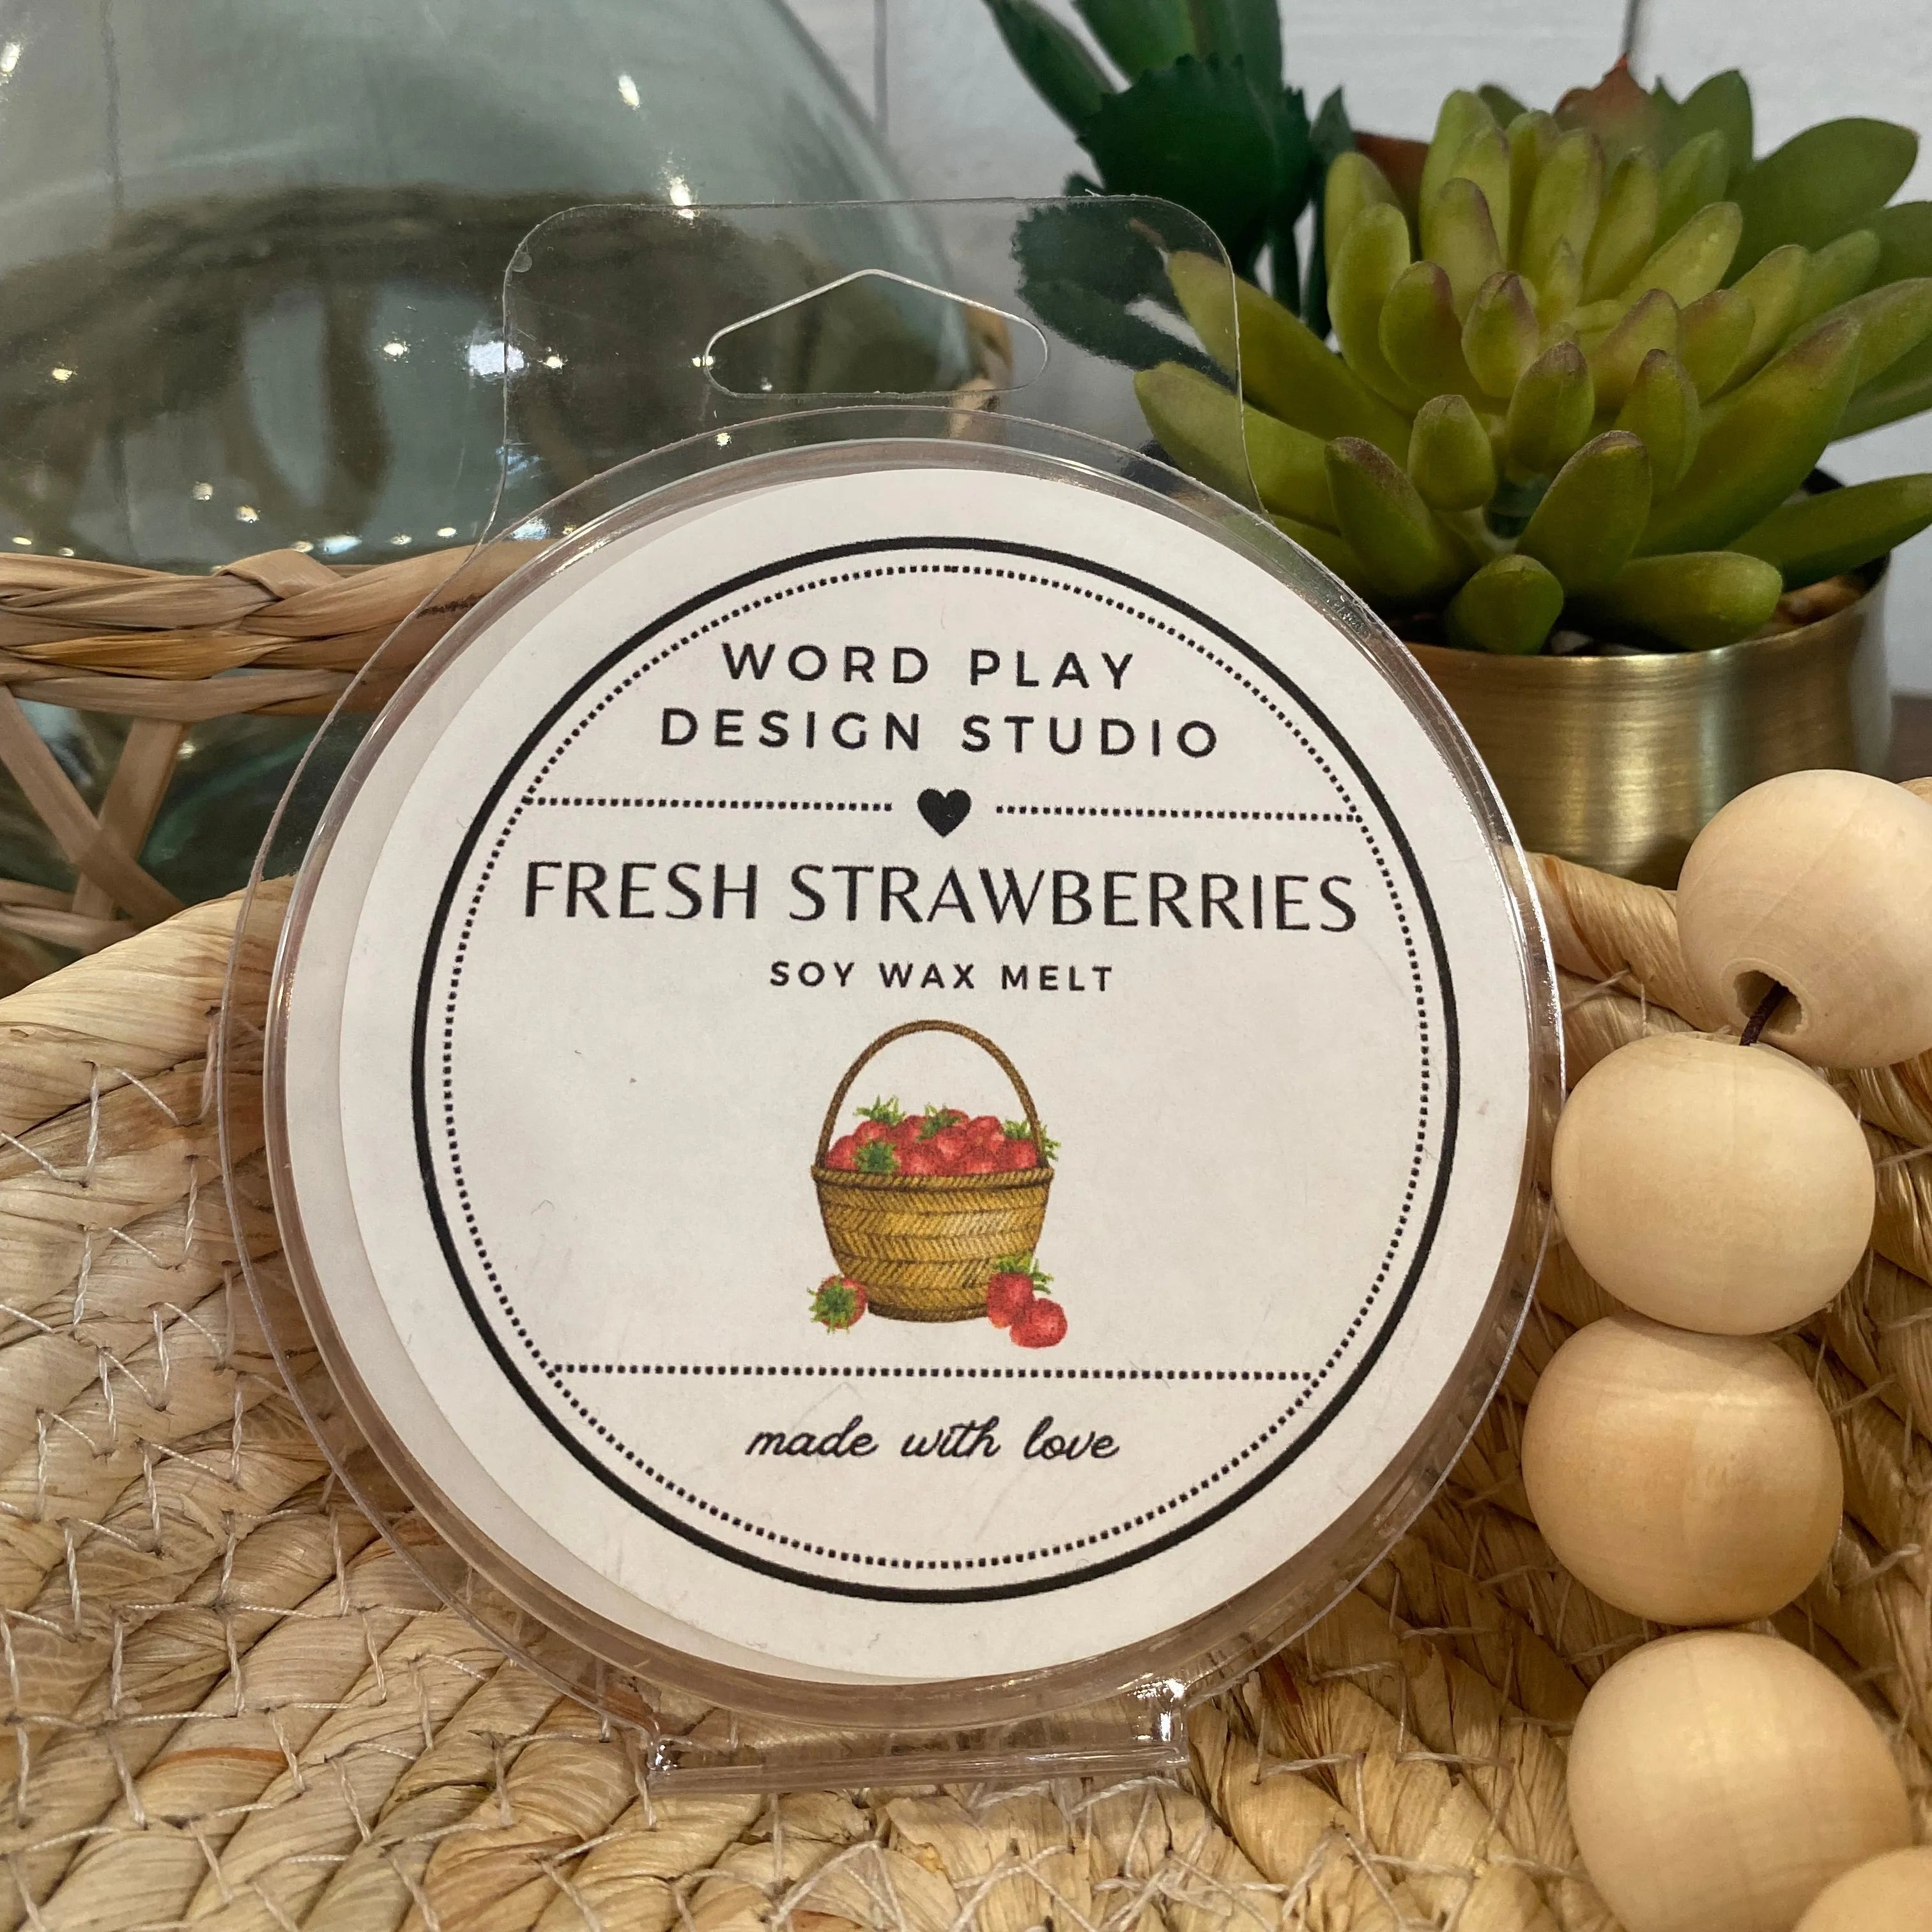 WORD PLAY
DESIGN STUDIO
FRESH STRAWBERRIES
SOY WAX MELT
made with love